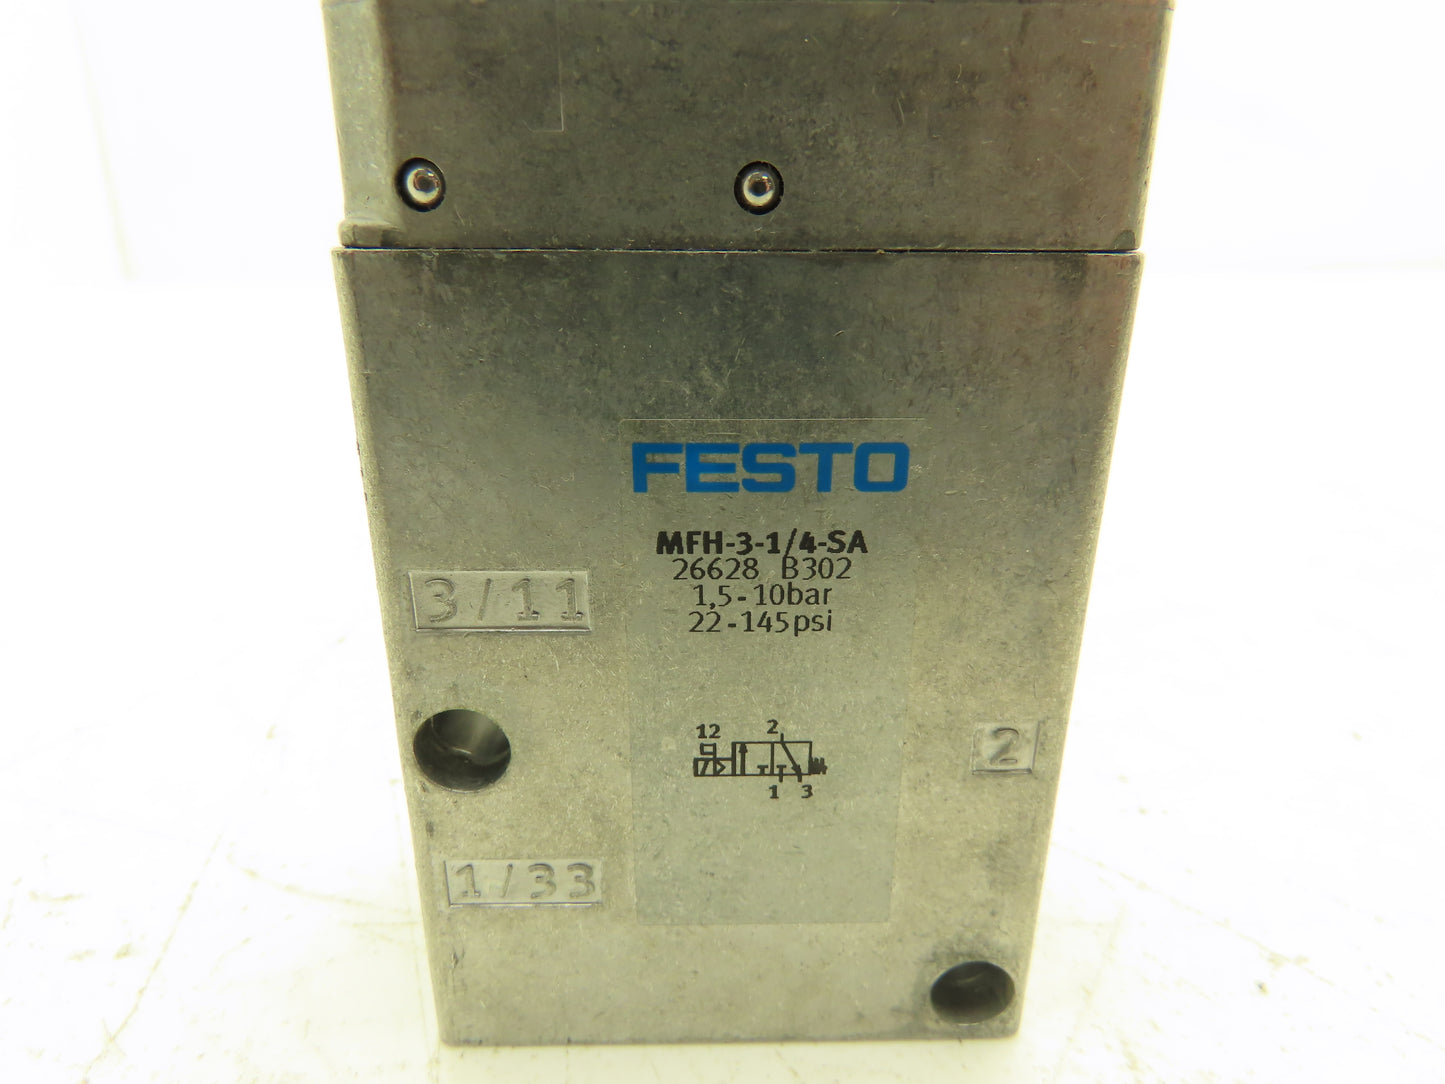 FESTO
MFH-3-1/4-SA
26628 B302
1,5-10bar
22-145psi
3/11
12 2
2
1 3
1/33